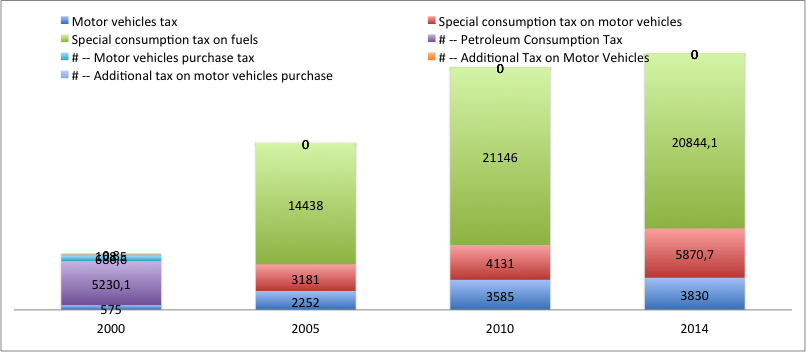 Motor vehicles tax
Special consumption tax on motor vehicles
Special consumption tax on fuels
# -- Petroleum Consumption Tax
# -- Motor vehicles purchase tax
# -- Additional Tax on Motor Vehicles
# -- Additional tax on motor vehicles purchase
0
0
0
20844,1
21146
14438
5870,7
4131
3181
5230,1
3830
3585
2252
575
2000
2005
2010
2014